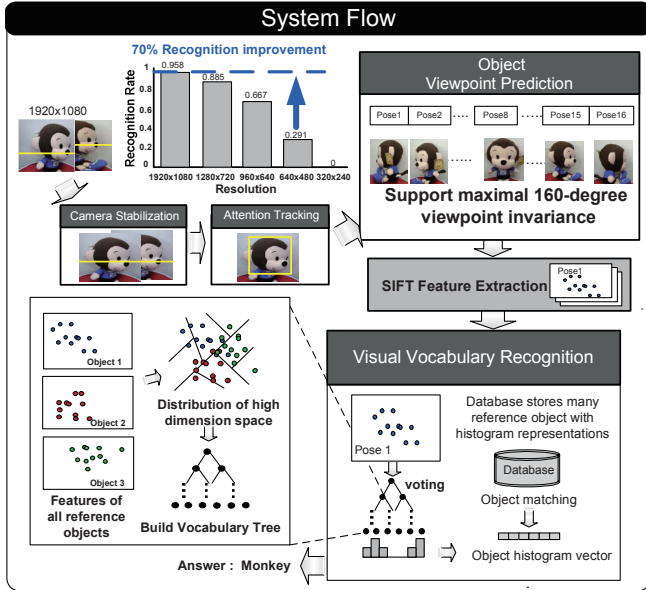 System Flow
70% Recognition improvement
Recognition Rate
1
0.8
0.6
0.4
0.2
0
0.958
0.885
0.667
0.291
0
1920x1080 1280x720 960x640 640x480 320x240
Resolution
1920x1080
Camera Stabilization
Attention Tracking
Object
Viewpoint Prediction
Pose1 Pose2 ..... Pose8 ..... Pose15 Pose16
Support maximal 160-degree
viewpoint invariance
SIFT Feature Extraction
Pose1
Object 1
Object 2
Object 3
Features of
all reference
objects
Distribution of high
dimension space
Build Vocabulary Tree
Visual Vocabulary Recognition
Pose 1
voting
Database stores many
reference object with
histogram representations
Database
Object matching
Object histogram vector
Answer : Monkey